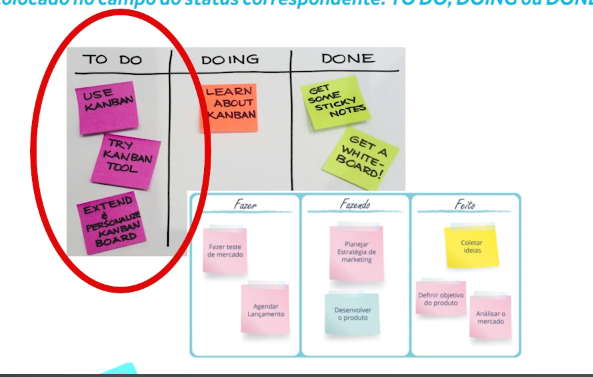 olocado no campo do status correspondente: TO DO, DOING ou DONE
TO DO
DOING
DONE
USE
KANBAN
TRY
KANBAN
TOOL
EXTEND
&
PERSONALIZE
KANBAN
BOARD
LEARN
ABOUT
KANBAN
GET
SOME
STICKY
NOTES
GET A
WHITE-
BOARD!
Fazer
Fazendo
Feito
Fazer teste
de mercado
Agendar
Lançamento
Planejar
Estratégia de
marketing
Desenvolver
o produto
Coletar
ideias
Definir objetivo
do produto
Análisar o
mercado